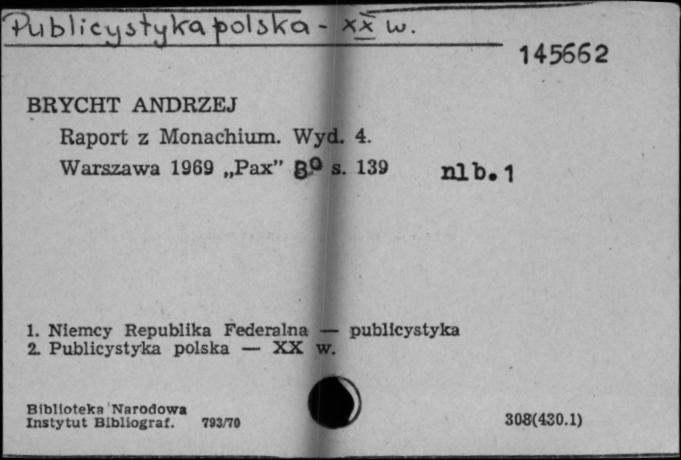 Publicystyka polska - XX w.
145662
BRYCHT ANDRZEJ
Raport z Monachium. Wyd. 4.
Warszawa 1969 „Pax” 8° s. 139 nlb. 1
1. Niemcy Republika Federalna — publicystyka
2. Publicystyka polska — XX w.
Biblioteka Narodowa
Instytut Bibliograf. 793/70
308(430.1)